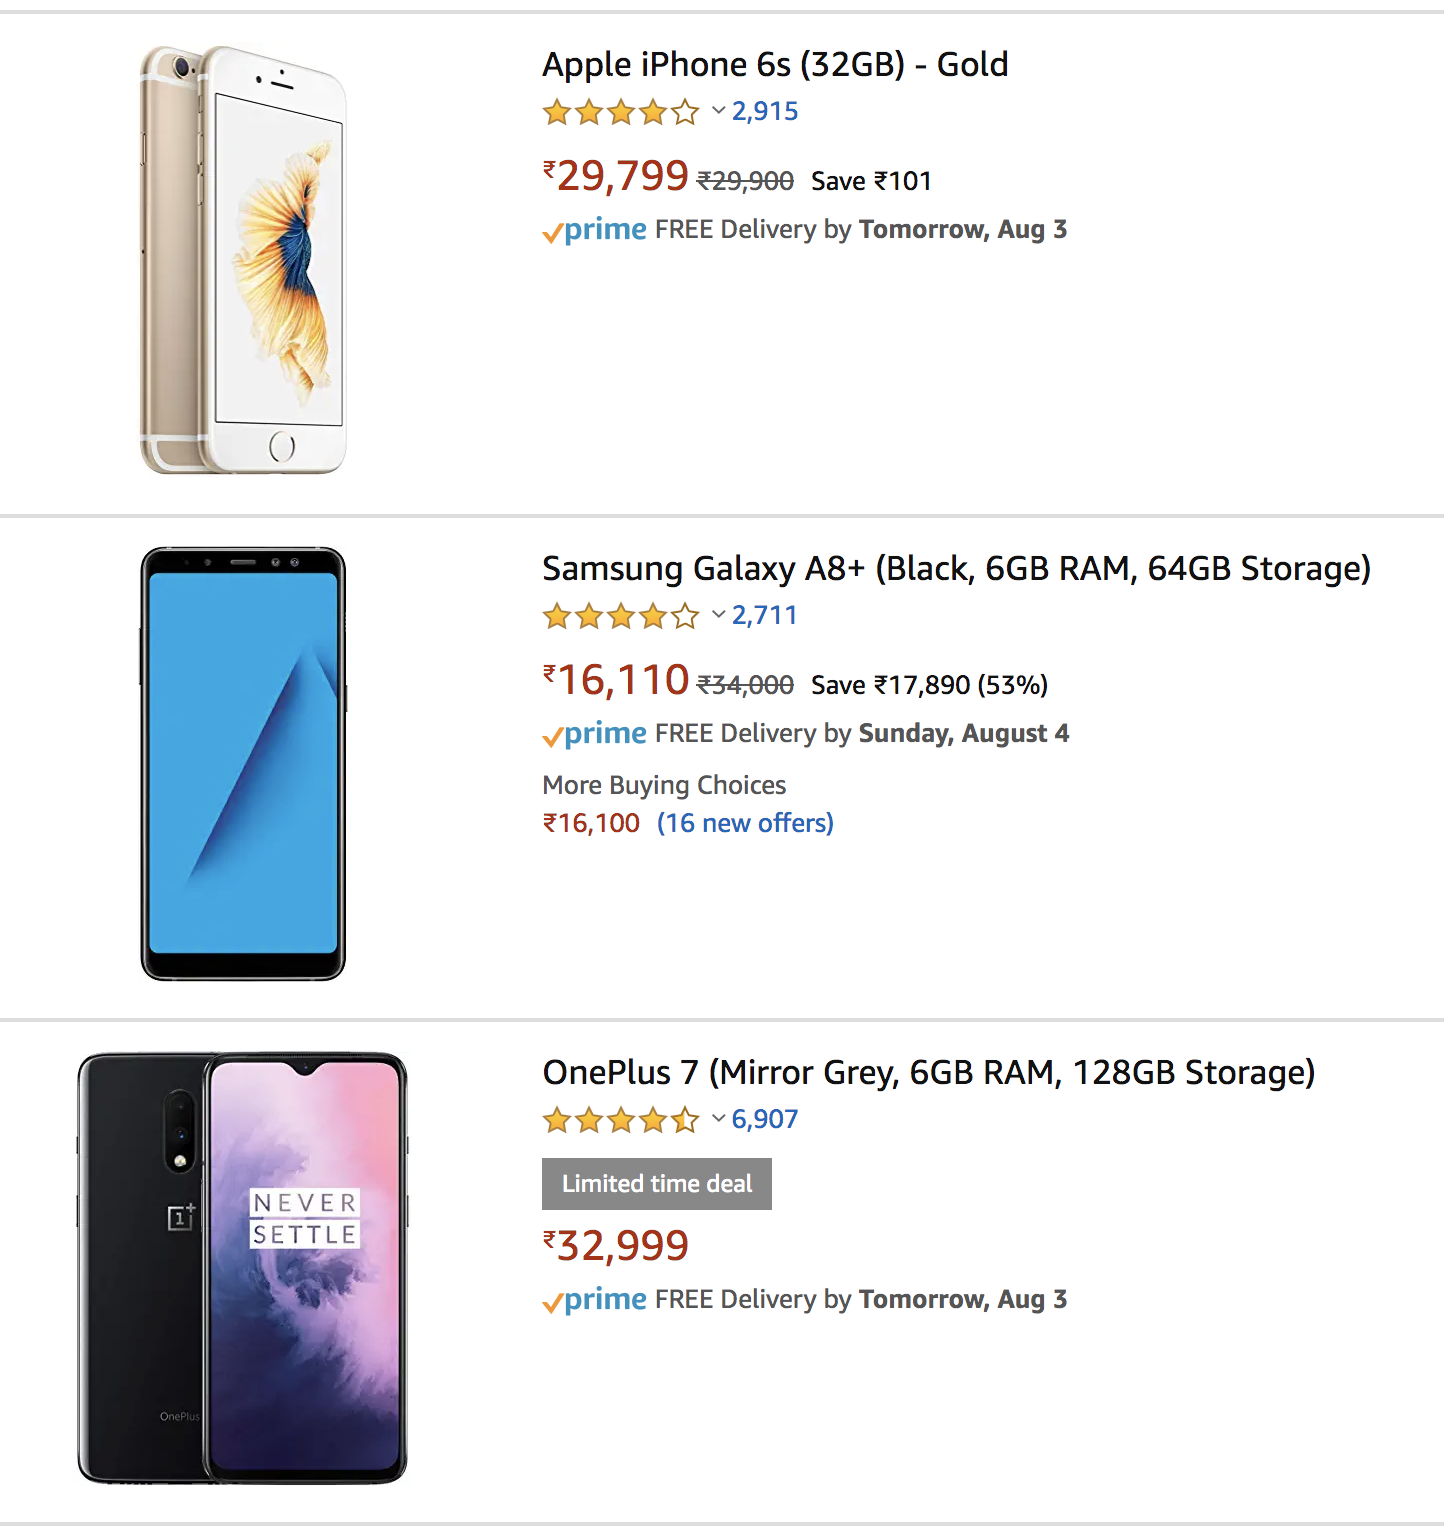 Apple iPhone 6s (32GB) - Gold
2,915
₹29,799 ₹29,900 Save ₹101
prime FREE Delivery by Tomorrow, Aug 3
Samsung Galaxy A8+ (Black, 6GB RAM, 64GB Storage)
2,711
₹16,110 ₹34,000 Save ₹17,890 (53%)
prime FREE Delivery by Sunday, August 4
More Buying Choices
₹16,100 (16 new offers)
OnePlus 7 (Mirror Grey, 6GB RAM, 128GB Storage)
6,907
Limited time deal
₹32,999
prime FREE Delivery by Tomorrow, Aug 3
1+
NEVER
SETTLE
OnePlus